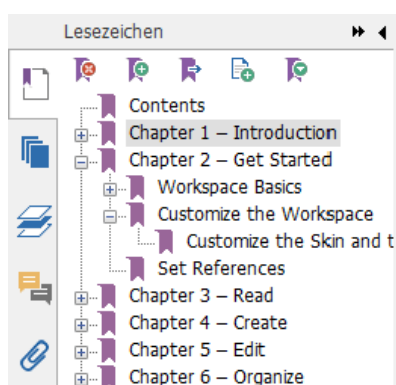 Lesezeichen
Contents
Chapter 1 – Introduction
Chapter 2 – Get Started
Workspace Basics
Customize the Workspace
Customize the Skin and t
Set References
Chapter 3 – Read
Chapter 4 – Create
Chapter 5 – Edit
Chapter 6 – Organize